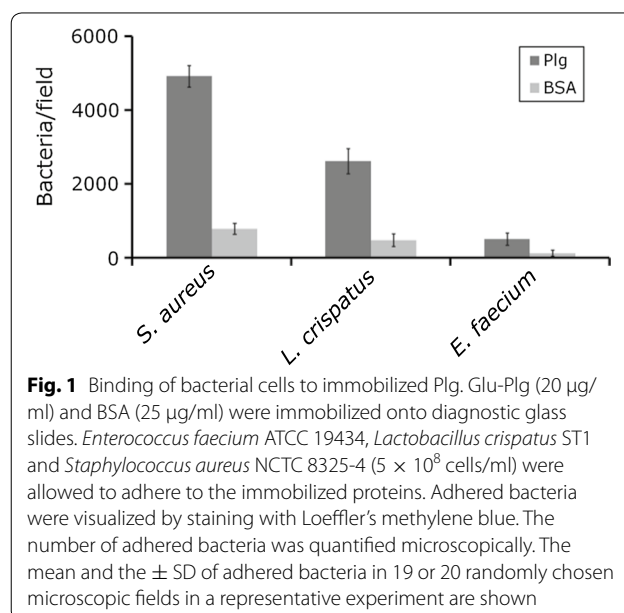 6000
4000
2000
0
Bacteria/field
Plg
BSA
S. aureus
L. crispatus
E. faecium
Fig. 1 Binding of bacterial cells to immobilized Plg. Glu-Plg (20 µg/
ml) and BSA (25 µg/ml) were immobilized onto diagnostic glass
slides. Enterococcus faecium ATCC 19434, Lactobacillus crispatus ST1
and Staphylococcus aureus NCTC 8325-4 (5 × 10⁸ cells/ml) were
allowed to adhere to the immobilized proteins. Adhered bacteria
were visualized by staining with Loeffler’s methylene blue. The
number of adhered bacteria was quantified microscopically. The
mean and the ± SD of adhered bacteria in 19 or 20 randomly chosen
microscopic fields in a representative experiment are shown